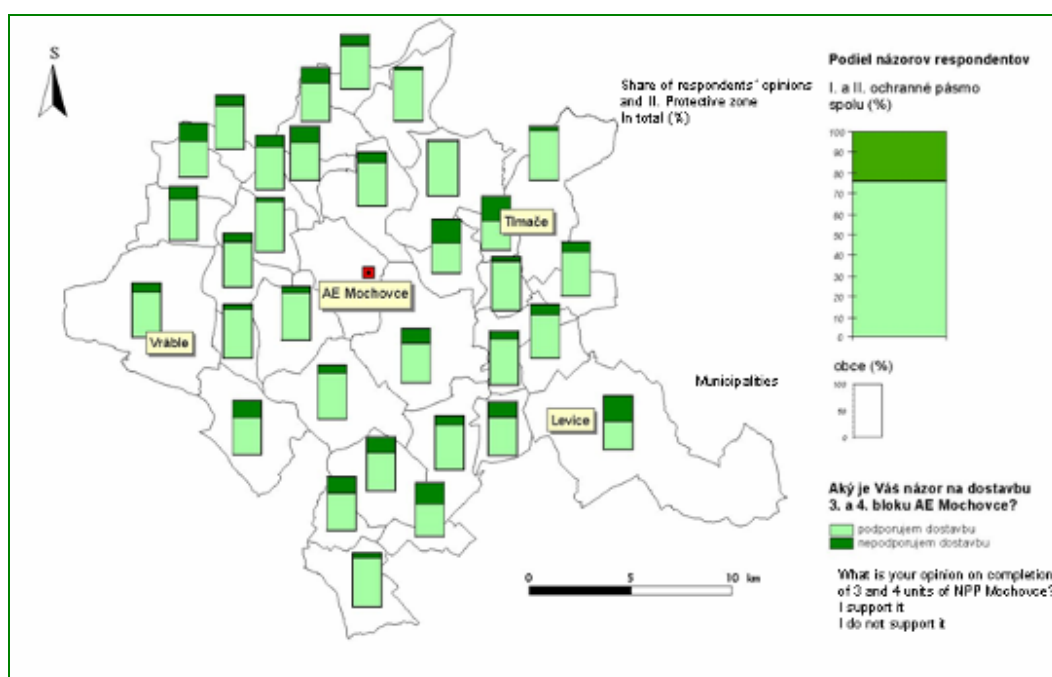 S
Share of respondents´ opinions
and II. Protective zone
In total (%)
Tlmače
AE Mochovce
Vráble
Levice
Municipalities
0 5 10 km
Podiel názorov respondentov
I. a II. ochranné pásmo
spolu (%)
100
90
80
70
60
50
40
30
20
10
0
obce (%)
100
50
0
Aký je Váš názor na dostavbu
3. a 4. bloku AE Mochovce?
podporujem dostavbu
nepodporujem dostavbu
What is your opinion on completion
of 3 and 4 units of NPP Mochovce?
I support it
I do not support it